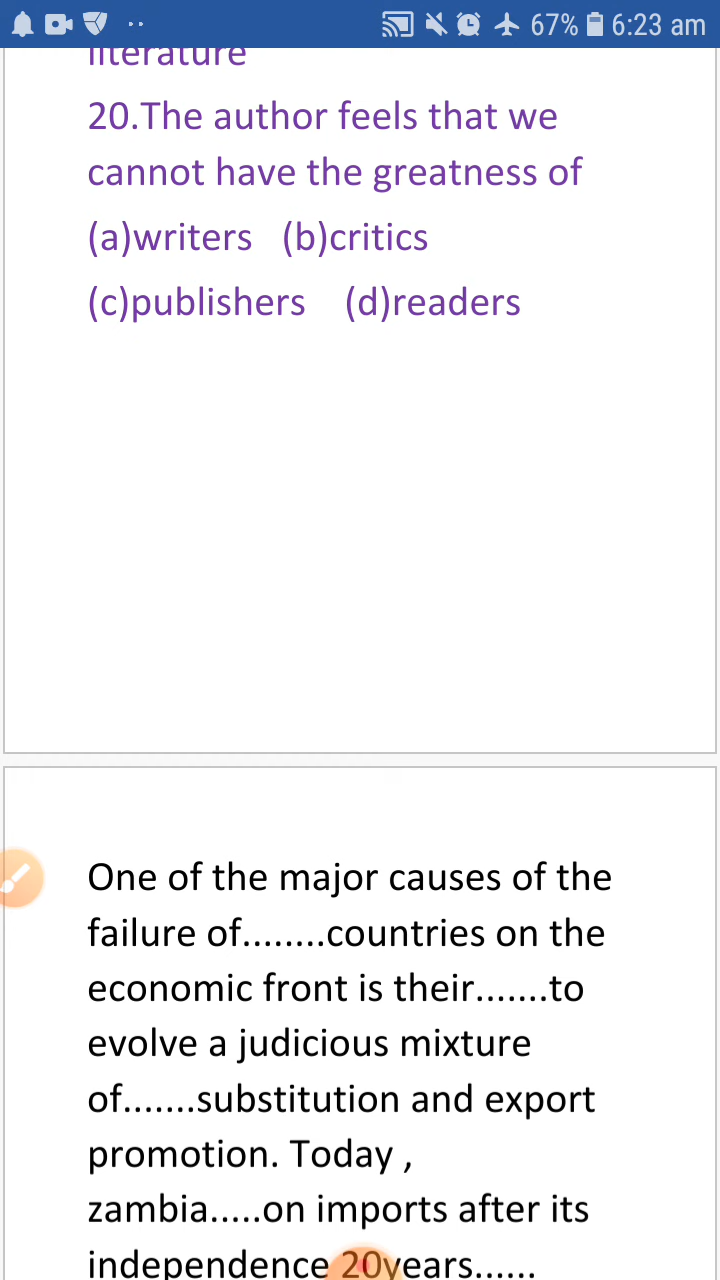 67% 6:23 am
literature
20.The author feels that we
cannot have the greatness of
(a)writers (b)critics
(c)publishers (d)readers
One of the major causes of the
failure of........countries on the
economic front is their.......to
evolve a judicious mixture
of.......substitution and export
promotion. Today ,
zambia.....on imports after its
independence 20years......